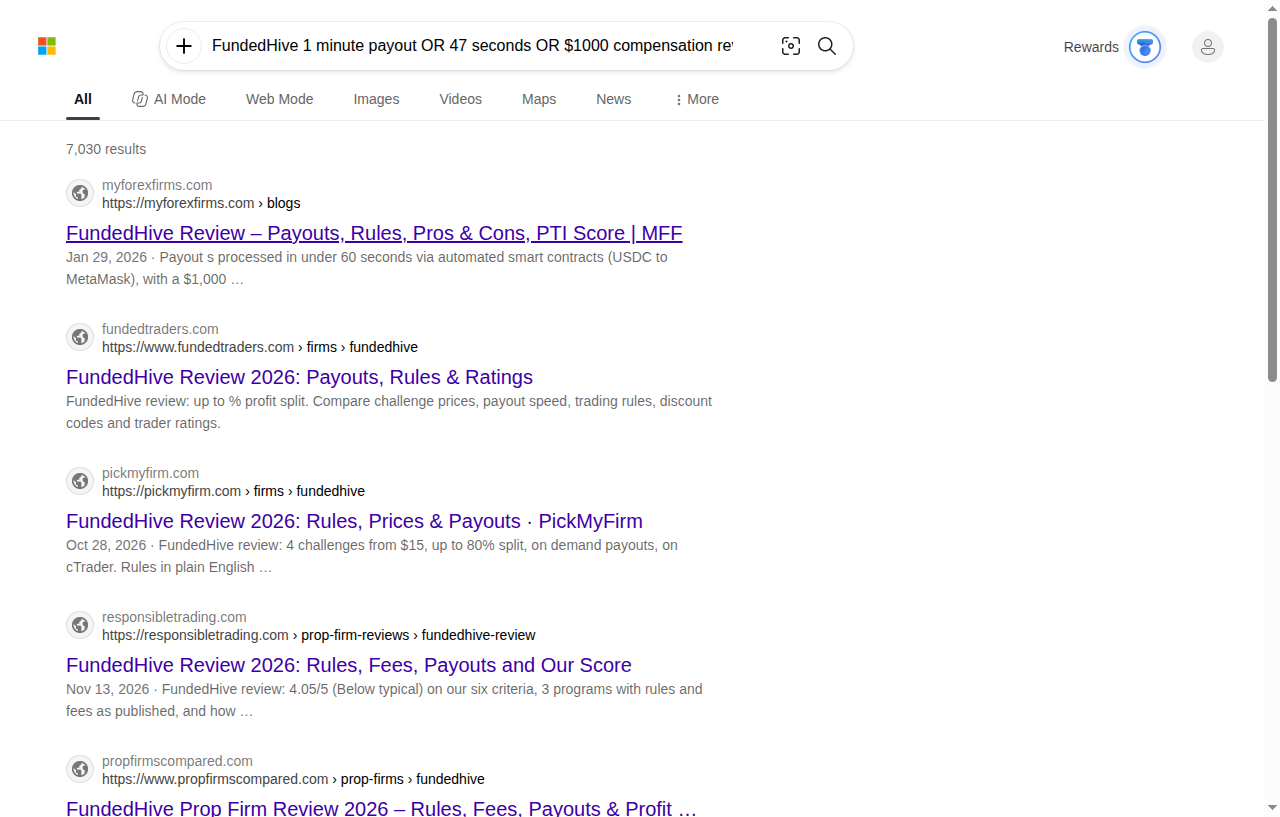 FundedHive 1 minute payout OR 47 seconds OR $1000 compensation rev
Rewards
All
AI Mode
Web Mode
Images
Videos
Maps
News
More
7,030 results
myforexfirms.com
https://myforexfirms.com › blogs
FundedHive Review – Payouts, Rules, Pros & Cons, PTI Score | MFF
Jan 29, 2026 · Payout s processed in under 60 seconds via automated smart contracts (USDC to
MetaMask), with a $1,000 …
fundedtraders.com
https://www.fundedtraders.com › firms › fundedhive
FundedHive Review 2026: Payouts, Rules & Ratings
FundedHive review: up to % profit split. Compare challenge prices, payout speed, trading rules, discount
codes and trader ratings.
pickmyfirm.com
https://pickmyfirm.com › firms › fundedhive
FundedHive Review 2026: Rules, Prices & Payouts · PickMyFirm
Oct 28, 2026 · FundedHive review: 4 challenges from $15, up to 80% split, on demand payouts, on
cTrader. Rules in plain English …
responsibletrading.com
https://responsibletrading.com › prop-firm-reviews › fundedhive-review
FundedHive Review 2026: Rules, Fees, Payouts and Our Score
Nov 13, 2026 · FundedHive review: 4.05/5 (Below typical) on our six criteria, 3 programs with rules and
fees as published, and how …
propfirmscompared.com
https://www.propfirmscompared.com › prop-firms › fundedhive
FundedHive Prop Firm Review 2026 – Rules, Fees, Payouts & Profit …